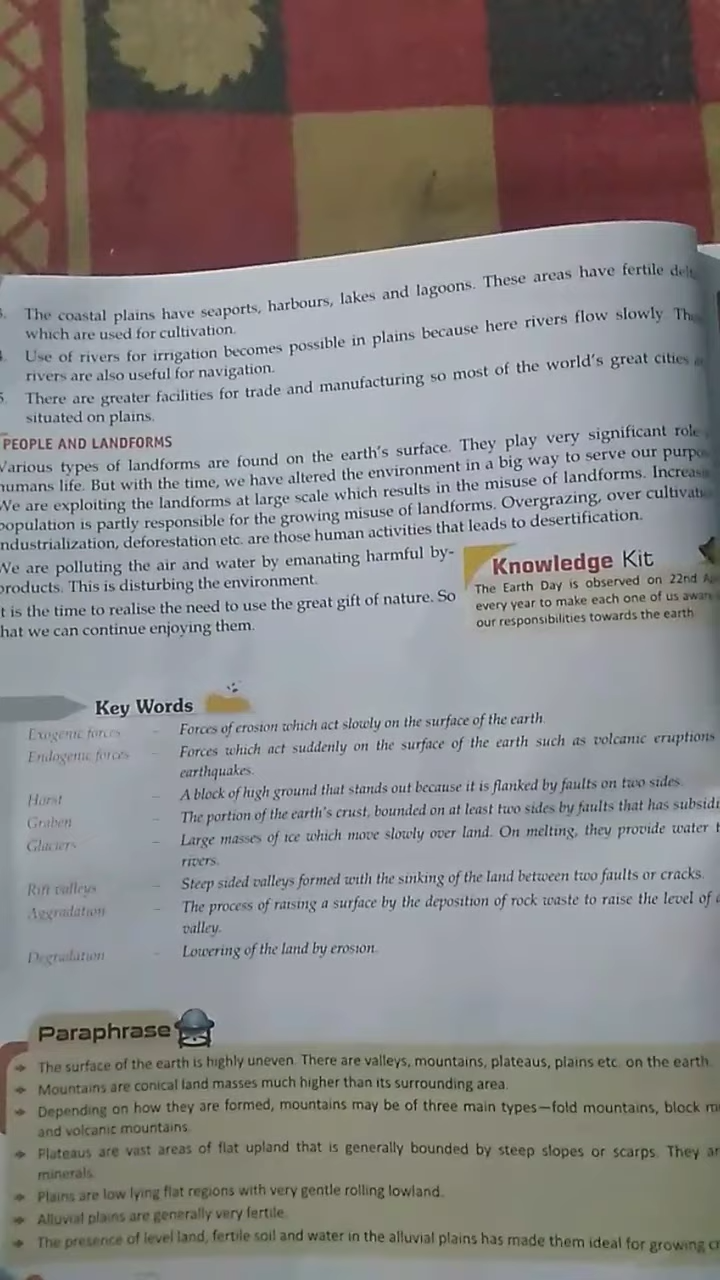 The coastal plains have seaports, harbours, lakes and lagoons. These areas have fertile
which are used for cultivation.
Use of rivers for irrigation becomes possible in plains because here rivers flow slowly.
rivers are also useful for navigation.
There are greater facilities for trade and manufacturing so most of the world's great cities
situated on plains.
PEOPLE AND LANDFORMS
Various types of landforms are found on the earth's surface. They play very significant role
humans life. But with the time, we have altered the environment in a big way to serve our
We are exploiting the landforms at large scale which results in the misuse of landforms.
population is partly responsible for the growing misuse of landforms. Overgrazing, over
industrialization, deforestation etc. are those human activities that leads to desertification.
We are polluting the air and water by emanating harmful by-
products. This is disturbing the environment.
It is the time to realise the need to use the great gift of nature. So
that we can continue enjoying them.
Knowledge Kit
The Earth Day is observed on 22nd
every year to make each one of us
our responsibilities towards the earth
Key Words
Exogenic forces - Forces of erosion which act slowly on the surface of the earth.
Endogenic forces - Forces which act suddenly on the surface of the earth such as volcanic eruptions
earthquakes.
Horst - A block of high ground that stands out because it is flanked by faults on two sides.
Graben - The portion of the earth's crust, bounded on at least two sides by faults that has
Glaciers - Large masses of ice which move slowly over land. On melting, they provide water
rivers.
Rift valleys - Steep sided valleys formed with the sinking of the land between two faults or cracks.
Aggradation - The process of raising a surface by the deposition of rock waste to raise the level of
valley.
Degradation - Lowering of the land by erosion.
Paraphrase
The surface of the earth is highly uneven. There are valleys, mountains, plateaus, plains etc. on the earth.
Mountains are conical land masses much higher than its surrounding area.
Depending on how they are formed, mountains may be of three main types—fold mountains, block
and volcanic mountains.
Plateaus are vast areas of flat upland that is generally bounded by steep slopes or scarps. They
minerals.
Plains are low lying flat regions with very gentle rolling lowland.
Alluvial plains are generally very fertile.
The presence of level land, fertile soil and water in the alluvial plains has made them ideal for growing